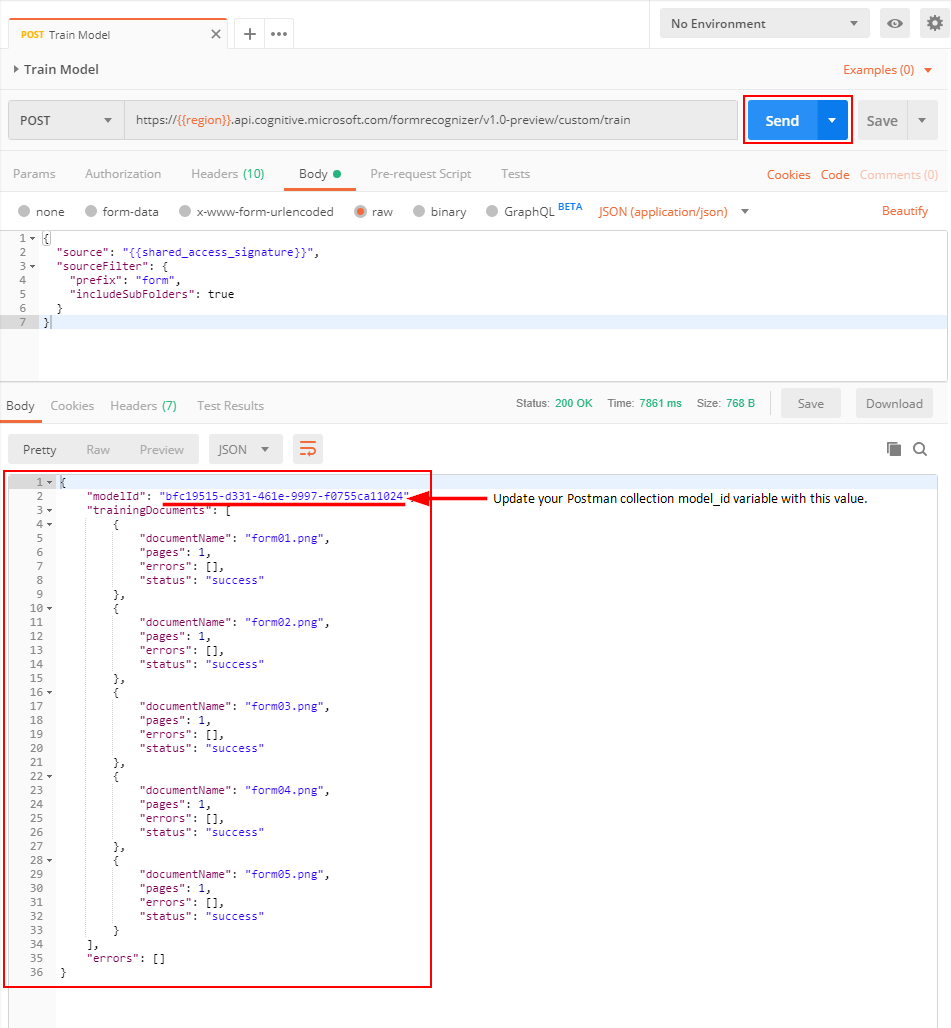 POST Train Model
No Environment
Train Model
Examples (0)
POST https://{{region}}.api.cognitive.microsoft.com/formrecognizer/v1.0-preview/custom/train Send Save
Params Authorization Headers (10) Body Pre-request Script Tests Cookies Code Comments (0)
none form-data x-www-form-urlencoded raw binary GraphQL BETA JSON (application/json) Beautify
1 {
2 "source": "{{shared_access_signature}}",
3 "sourceFilter": {
4 "prefix": "form",
5 "includeSubFolders": true
6 }
7 }
Body Cookies Headers (7) Test Results Status: 200 OK Time: 7861 ms Size: 768 B Save Download
Pretty Raw Preview JSON
1 {
2 "modelId": "bfc19515-d331-461e-9997-f0755ca11024", Update your Postman collection model_id variable with this value.
3 "trainingDocuments": [
4 {
5 "documentName": "form01.png",
6 "pages": 1,
7 "errors": [],
8 "status": "success"
9 },
10 {
11 "documentName": "form02.png",
12 "pages": 1,
13 "errors": [],
14 "status": "success"
15 },
16 {
17 "documentName": "form03.png",
18 "pages": 1,
19 "errors": [],
20 "status": "success"
21 },
22 {
23 "documentName": "form04.png",
24 "pages": 1,
25 "errors": [],
26 "status": "success"
27 },
28 {
29 "documentName": "form05.png",
30 "pages": 1,
31 "errors": [],
32 "status": "success"
33 }
34 ],
35 "errors": []
36 }